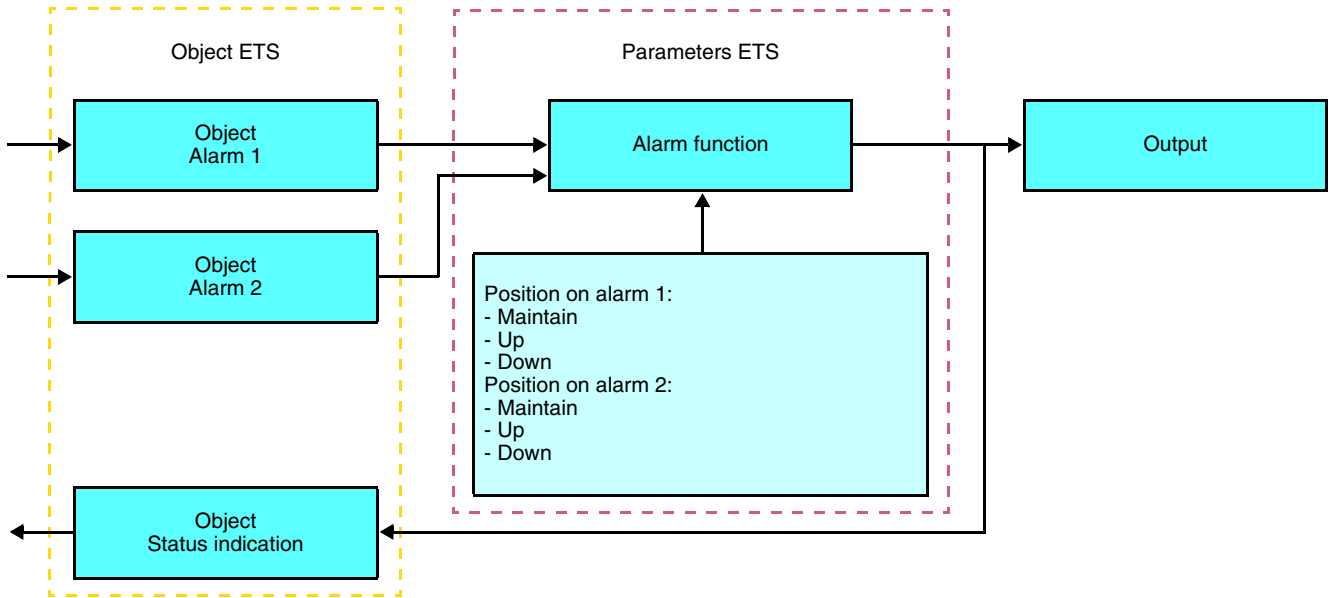 Object ETS
Parameters ETS
Object
Alarm 1
Alarm function
Output
Object
Alarm 2
Position on alarm 1:
- Maintain
- Up
- Down
Position on alarm 2:
- Maintain
- Up
- Down
Object
Status indication